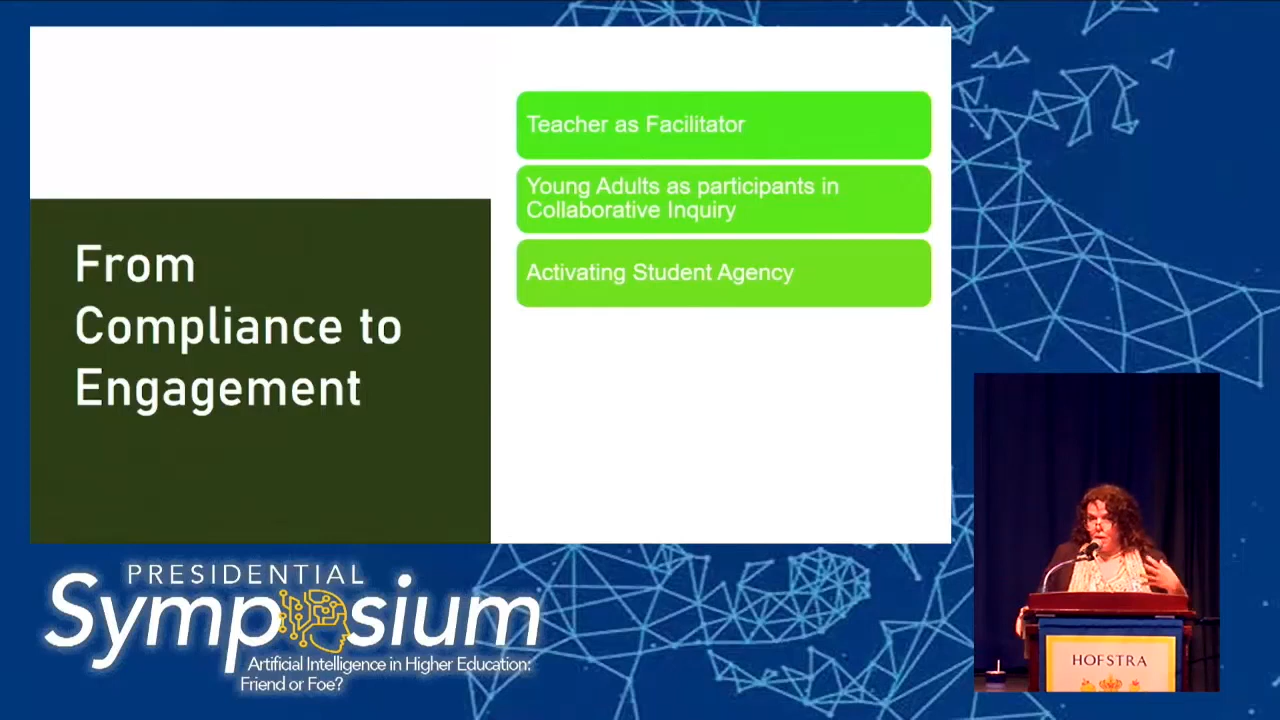 Teacher as Facilitator
Young Adults as participants in
Collaborative Inquiry
Activating Student Agency
From
Compliance to
Engagement
PRESIDENTIAL
Symposium
Artificial Intelligence in Higher Education:
Friend or Foe?
HOFSTRA